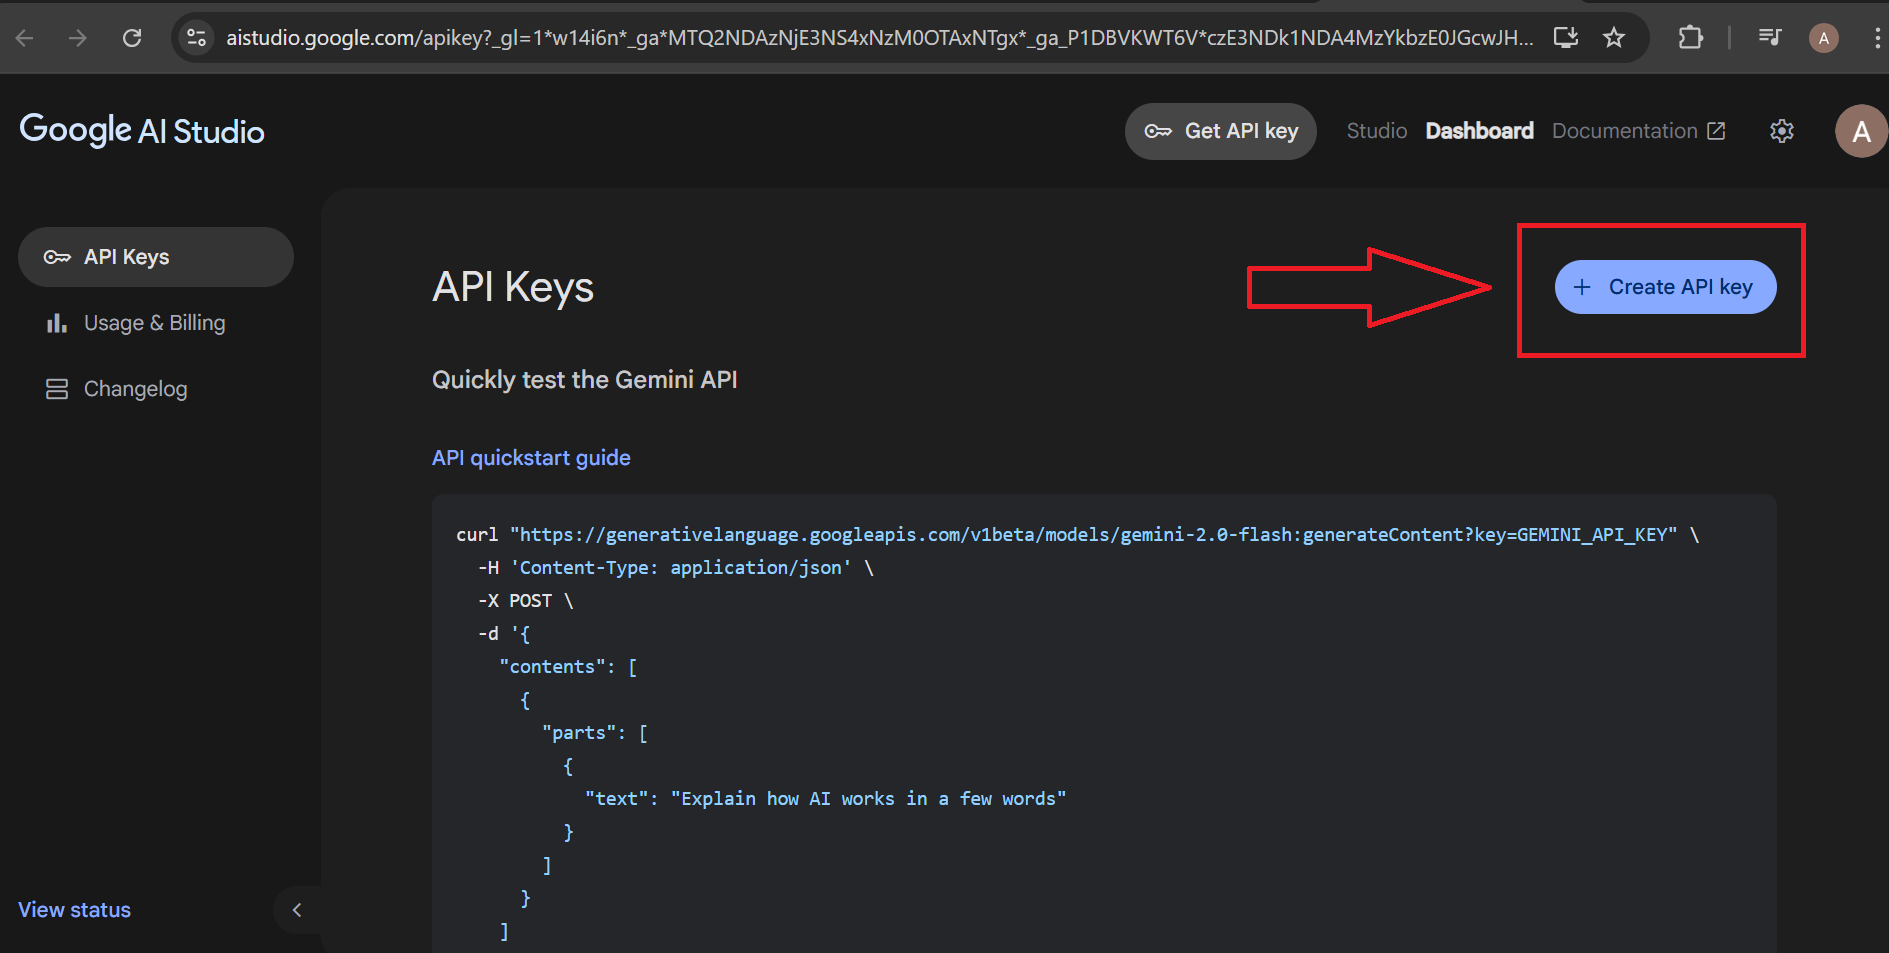 aistudio.google.com/apikey?_gl=1*w14i6n*_ga*MTQ2NDAzNjE3NS4xNzM0OTAxNTgx*_ga_P1DBVKWT6V*czE3NDk1NDA4MzYkbzE0JGcwJH...
A
Google AI Studio
Get API key
Studio
Dashboard
Documentation
A
API Keys
Usage & Billing
Changelog
API Keys
+ Create API key
Quickly test the Gemini API
API quickstart guide
curl "https://generativelanguage.googleapis.com/v1beta/models/gemini-2.0-flash:generateContent?key=GEMINI_API_KEY" \
-H 'Content-Type: application/json' \
-X POST \
-d '{
"contents": [
{
"parts": [
{
"text": "Explain how AI works in a few words"
}
]
}
]
View status